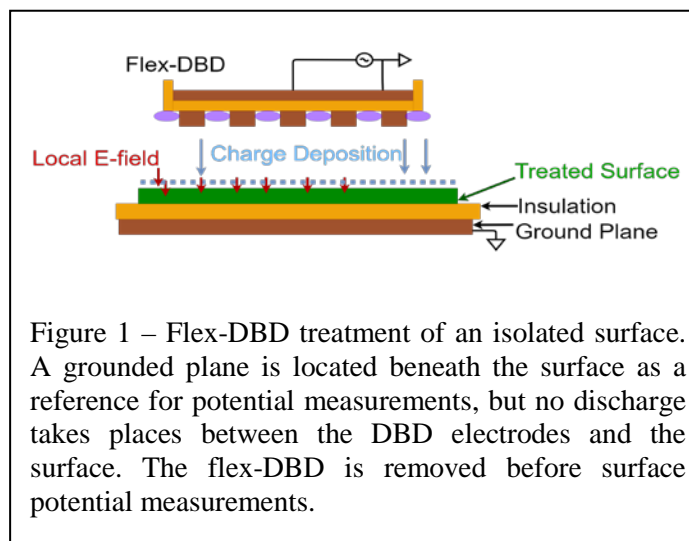 Flex-DBD
Local E-field
Charge Deposition
Treated Surface
Insulation
Ground Plane
Figure 1 – Flex-DBD treatment of an isolated surface.
A grounded plane is located beneath the surface as a
reference for potential measurements, but no discharge
takes places between the DBD electrodes and the
surface. The flex-DBD is removed before surface
potential measurements.